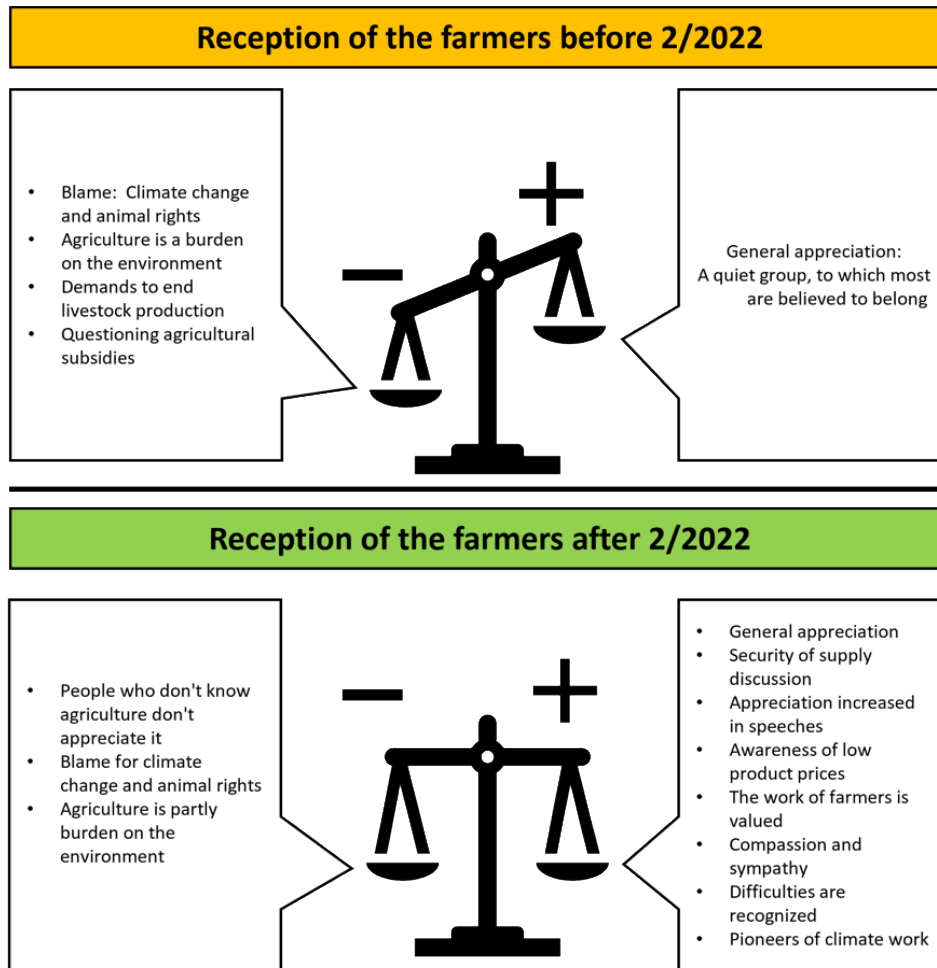 Reception of the farmers before 2/2022
• Blame: Climate change
and animal rights
• Agriculture is a burden
on the environment
• Demands to end
livestock production
• Questioning agricultural
subsidies
General appreciation:
A quiet group, to which most
are believed to belong
Reception of the farmers after 2/2022
• People who don't know
agriculture don't
appreciate it
• Blame for climate
change and animal rights
• Agriculture is partly
burden on the
environment
• General appreciation
• Security of supply
discussion
• Appreciation increased
in speeches
• Awareness of low
product prices
• The work of farmers is
valued
• Compassion and
sympathy
• Difficulties are
recognized
• Pioneers of climate work